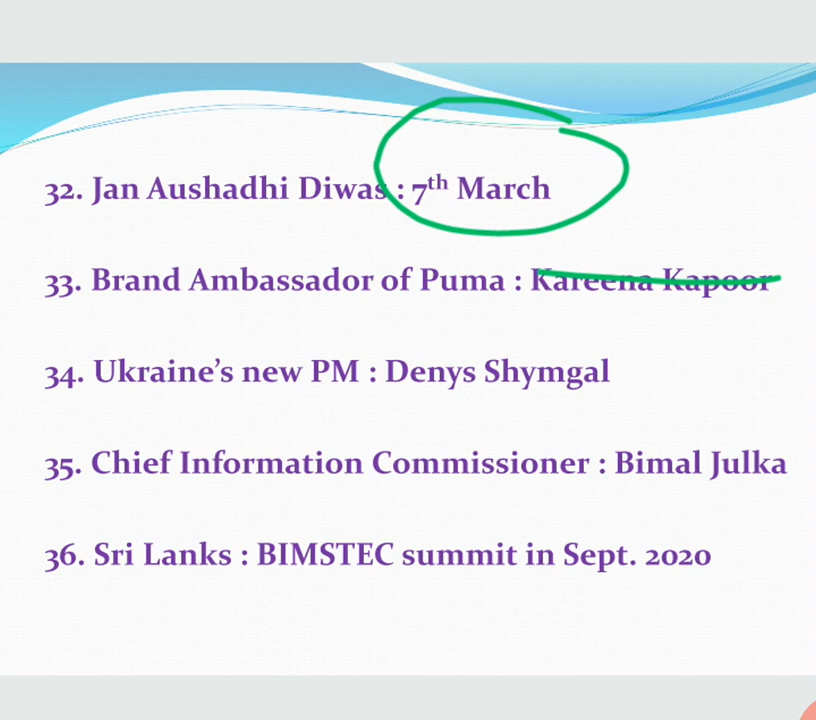 32. Jan Aushadhi Diwas : 7th March
33. Brand Ambassador of Puma : Kareena Kapoor
34. Ukraine’s new PM : Denys Shymgal
35. Chief Information Commissioner : Bimal Julka
36. Sri Lanks : BIMSTEC summit in Sept. 2020